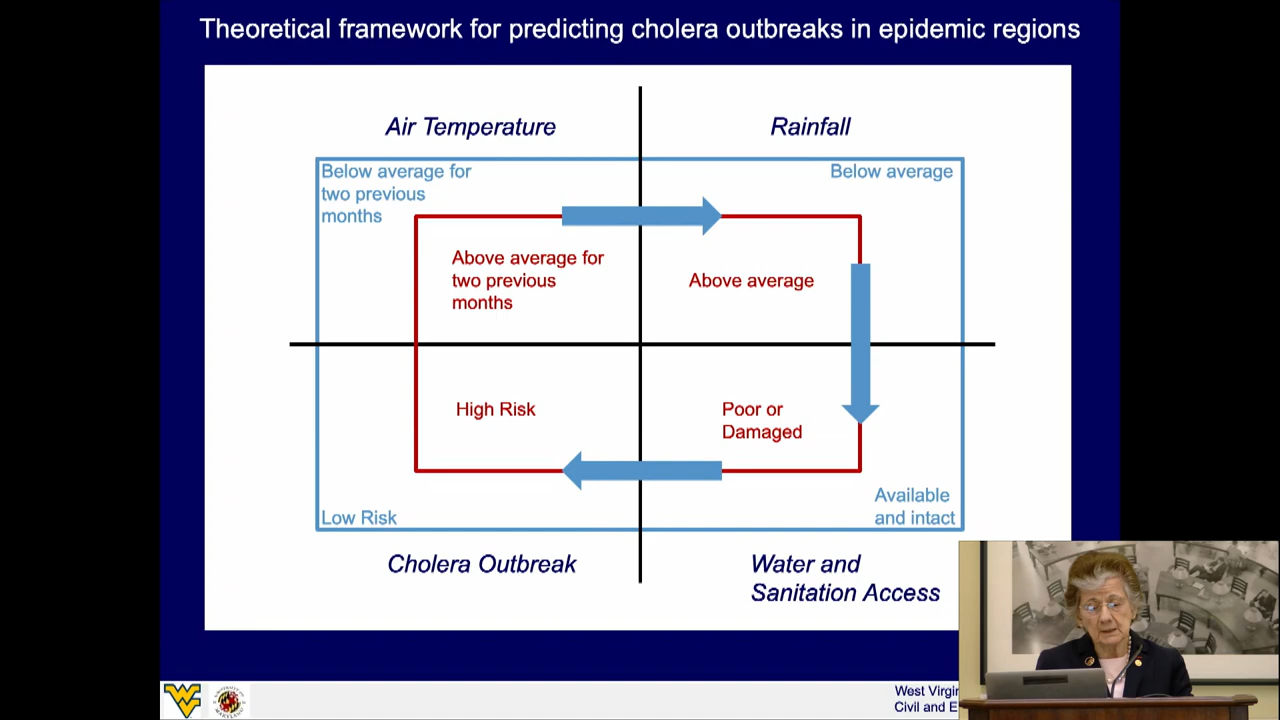 Theoretical framework for predicting cholera outbreaks in epidemic regions
Air Temperature
Rainfall
Below average for
two previous
months
Below average
Above average for
two previous
months
Above average
High Risk
Poor or
Damaged
Low Risk
Available
and intact
Cholera Outbreak
Water and
Sanitation Access
WV
West Virgi
Civil and E